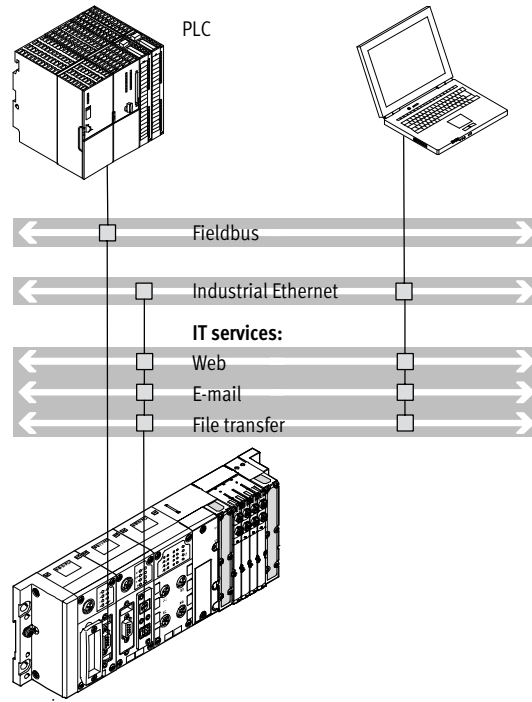 PLC
Fieldbus
Industrial Ethernet
IT services:
Web
E-mail
File transfer